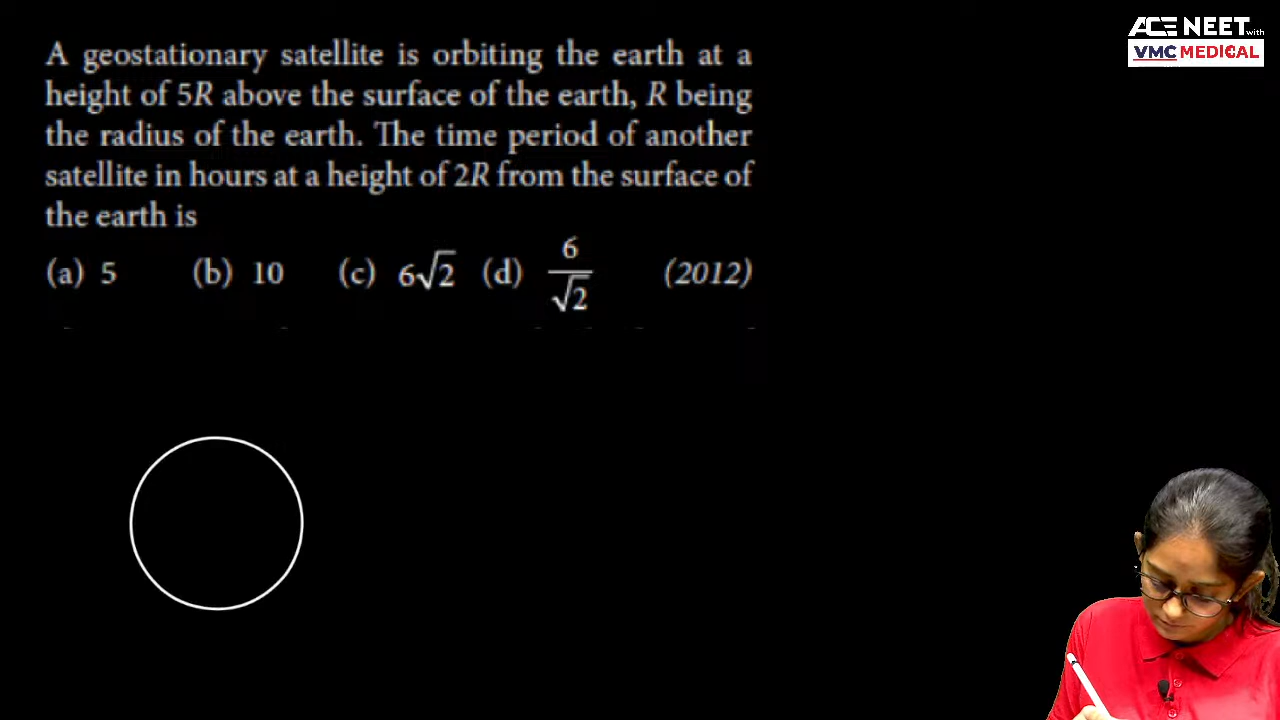 ACE NEET with
VMC MEDICAL
A geostationary satellite is orbiting the earth at a
height of 5R above the surface of the earth, R being
the radius of the earth. The time period of another
satellite in hours at a height of 2R from the surface of
the earth is
(a) 5 (b) 10 (c) 6√2 (d) 6/√2 (2012)